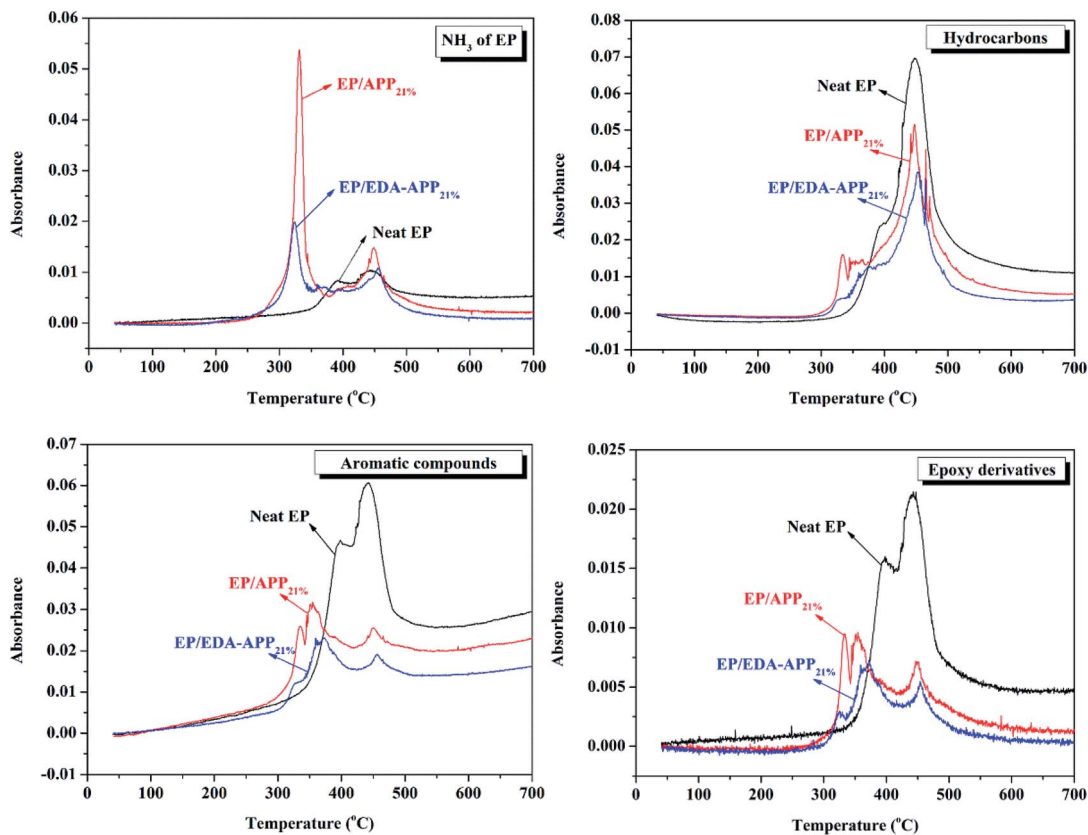 NH3 of EP
0.06
0.05
0.04
0.03
0.02
0.01
0.00
Absorbance
EP/APP21%
EP/EDA-APP21%
Neat EP
0 100 200 300 400 500 600 700
Temperature (oC)
Hydrocarbons
0.08
0.07
0.06
0.05
0.04
0.03
0.02
0.01
0.00
-0.01
Absorbance
Neat EP
EP/APP21%
EP/EDA-APP21%
0 100 200 300 400 500 600 700
Temperature (oC)
Aromatic compounds
0.07
0.06
0.05
0.04
0.03
0.02
0.01
0.00
-0.01
Absorbance
Neat EP
EP/APP21%
EP/EDA-APP21%
0 100 200 300 400 500 600 700
Temperature (oC)
Epoxy derivatives
0.025
0.020
0.015
0.010
0.005
0.000
Absorbance
Neat EP
EP/APP21%
EP/EDA-APP21%
0 100 200 300 400 500 600 700
Temperature (oC)